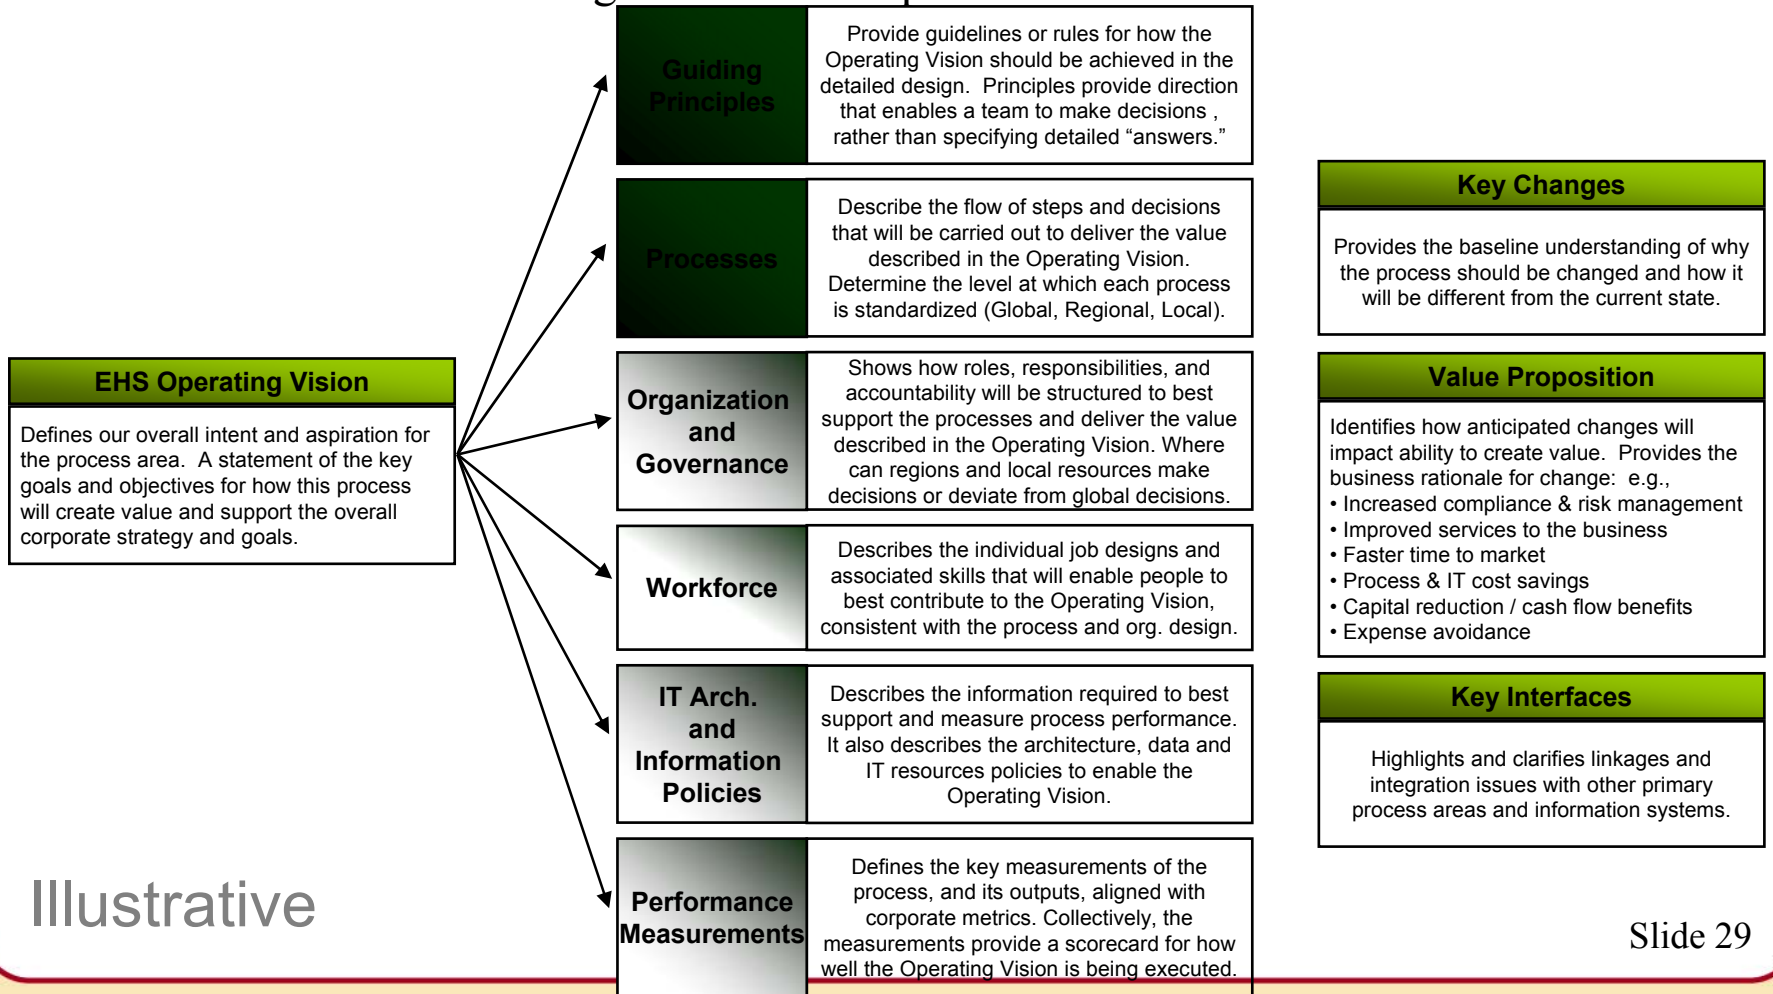 EHS Operating Vision
Defines our overall intent and aspiration for
the process area.  A statement of the key
goals and objectives for how this process
will create value and support the overall
corporate strategy and goals.
Guiding
Principles
Provide guidelines or rules for how the
Operating Vision should be achieved in the
detailed design.  Principles provide direction
that enables a team to make decisions ,
rather than specifying detailed “answers.”
Processes
Describe the flow of steps and decisions
that will be carried out to deliver the value
described in the Operating Vision.
Determine the level at which each process
is standardized (Global, Regional, Local).
Organization
and
Governance
Shows how roles, responsibilities, and
accountability will be structured to best
support the processes and deliver the value
described in the Operating Vision. Where
can regions and local resources make
decisions or deviate from global decisions.
Workforce
Describes the individual job designs and
associated skills that will enable people to
best contribute to the Operating Vision,
consistent with the process and org. design.
IT Arch.
and
Information
Policies
Describes the information required to best
support and measure process performance.
It also describes the architecture, data and
IT resources policies to enable the
Operating Vision.
Performance
Measurements
Defines the key measurements of the
process, and its outputs, aligned with
corporate metrics. Collectively, the
measurements provide a scorecard for how
well the Operating Vision is being executed.
Key Changes
Provides the baseline understanding of why
the process should be changed and how it
will be different from the current state.
Value Proposition
Identifies how anticipated changes will
impact ability to create value.  Provides the
business rationale for change:  e.g.,
• Increased compliance & risk management
• Improved services to the business
• Faster time to market
• Process & IT cost savings
• Capital reduction / cash flow benefits
• Expense avoidance
Key Interfaces
Highlights and clarifies linkages and
integration issues with other primary
process areas and information systems.
Illustrative
Slide 29